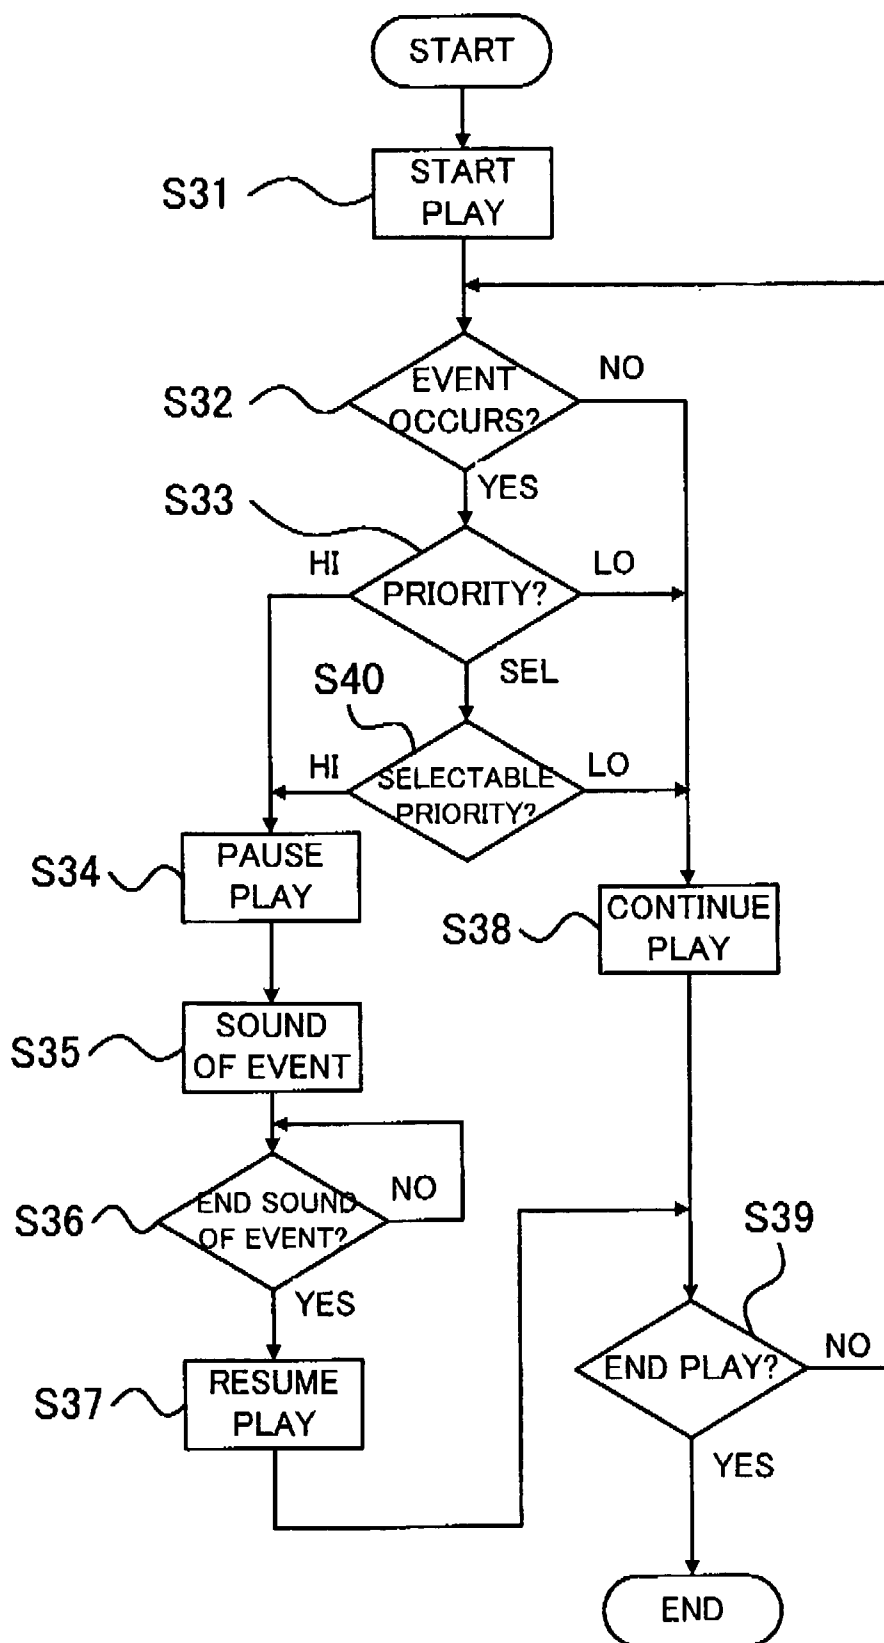 START
START
PLAY
S31
EVENT
OCCURS?
NO
S32
YES
S33
HI
PRIORITY?
LO
SEL
S40
HI
SELECTABLE
PRIORITY?
LO
S34
PAUSE
PLAY
S38
CONTINUE
PLAY
S35
SOUND
OF EVENT
S36
END SOUND
OF EVENT?
NO
YES
S39
S37
RESUME
PLAY
END PLAY?
NO
YES
END